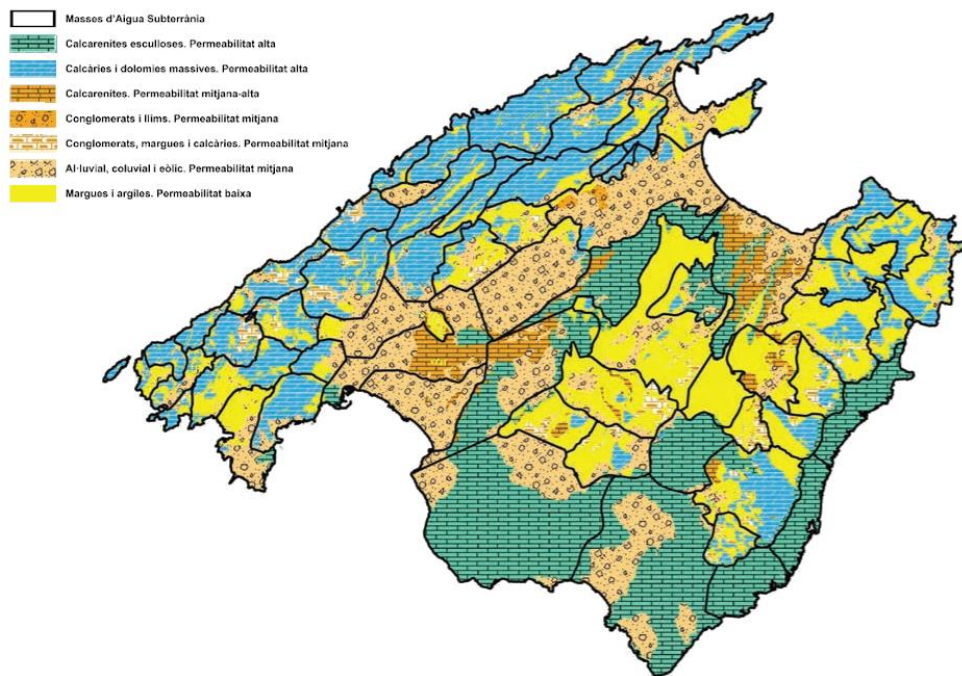 Masses d'Aigua Subterrània
Calcarenites esculloses. Permeabilitat alta
Calcàries i dolomies massives. Permeabilitat alta
Calcarenites. Permeabilitat mitjana-alta
Conglomerats i llims. Permeabilitat mitjana
Conglomerats, margues i calcàries. Permeabilitat mitjana
Al·luvial, coluvial i eòlic. Permeabilitat mitjana
Margues i argiles. Permeabilitat baixa